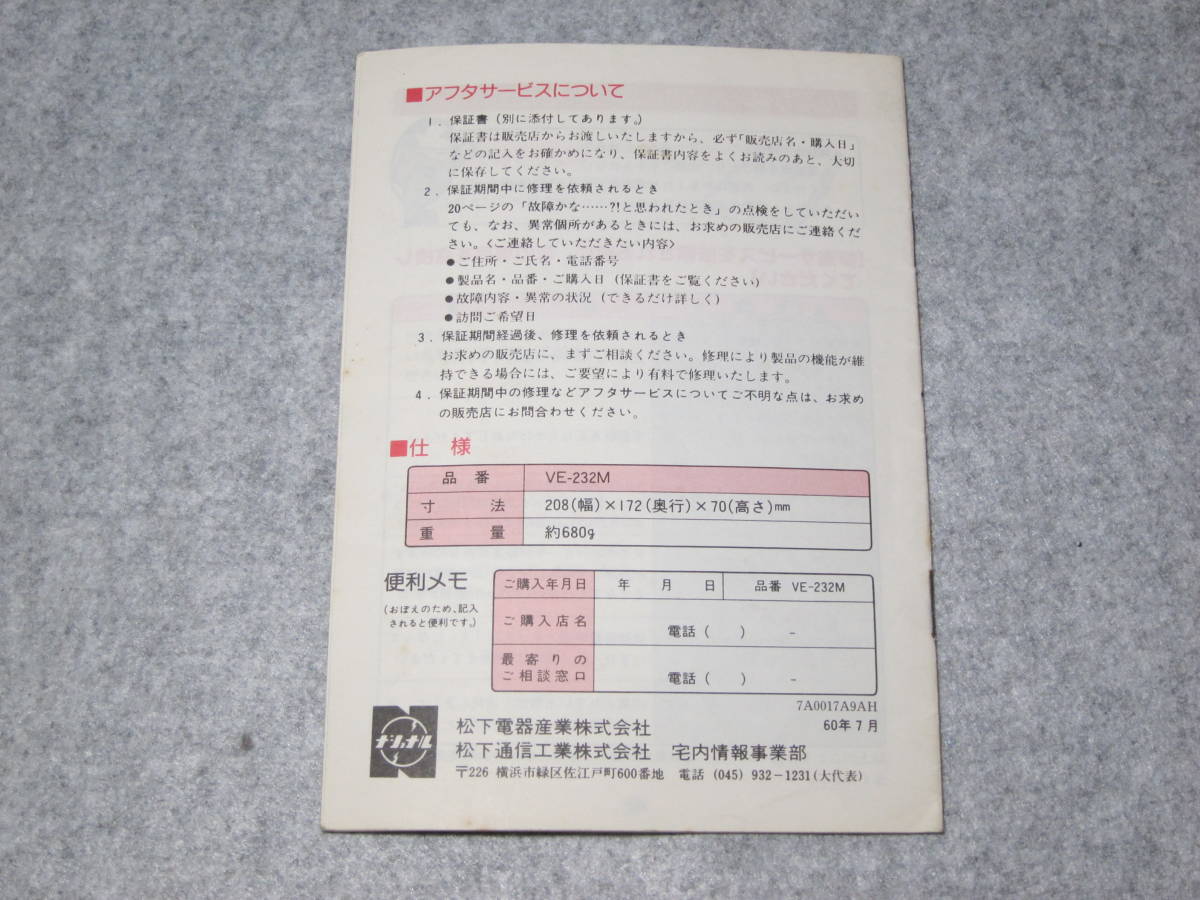 ■アフタサービスについて
1. 保証書(別に添付してあります。)
保証書は販売店からお渡しいたしますから、必ず「販売店名・購入日」
などの記入をお確かめになり、保証書内容をよくお読みのあと、大切
に保存してください。
2. 保証期間中に修理を依頼されるとき
20ページの「故障かな……?!と思われたとき」の点検をしていただい
ても、なお、異常個所があるときには、お求めの販売店にご連絡くだ
さい。〈ご連絡していただきたい内容〉
●ご住所・ご氏名・電話番号
●製品名・品番・ご購入日(保証書をご覧ください)
●故障内容・異常の状況(できるだけ詳しく)
●訪問ご希望日
3. 保証期間経過後、修理を依頼されるとき
お求めの販売店に、まずご相談ください。修理により製品の機能が維
持できる場合には、ご要望により有料で修理いたします。
4. 保証期間中の修理などアフタサービスについてご不明な点は、お求め
の販売店にお問合わせください。
■仕様
品番 VE-232M
寸法 208(幅)×172(奥行)×70(高さ)mm
重量 約680g
便利メモ
(おぼえのため、記入
されると便利です。)
ご購入年月日 年 月 日 品番 VE-232M
ご購入店名 電話( ) -
最寄りの
ご相談窓口 電話( ) -
7A0017A9AH
60年7月
ナショナル
松下電器産業株式会社
松下通信工業株式会社 宅内情報事業部
〒226 横浜市緑区佐江戸町600番地 電話(045)932-1231(大代表)